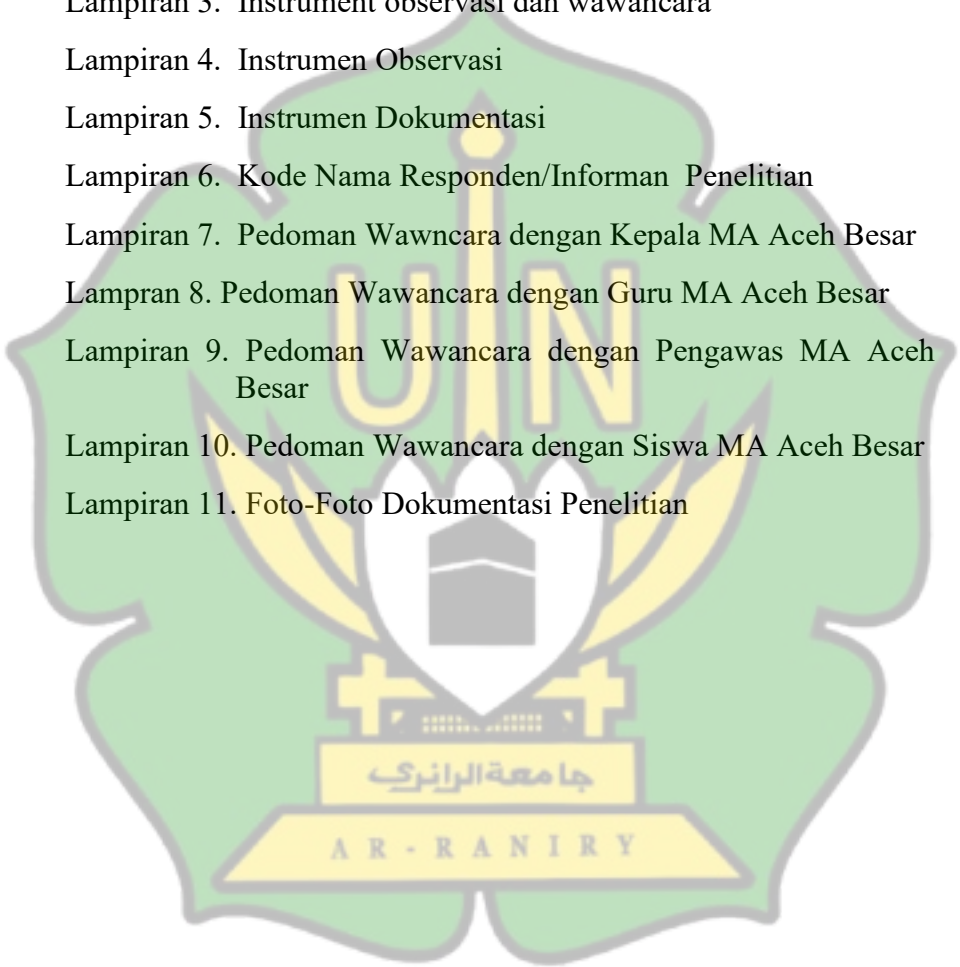 Lampiran 3. Instrument observasi dan wawancara
Lampiran 4. Instrumen Observasi
Lampiran 5. Instrumen Dokumentasi
Lampiran 6. Kode Nama Responden/Informan Penelitian
Lampiran 7. Pedoman Wawncara dengan Kepala MA Aceh Besar
Lampran 8. Pedoman Wawancara dengan Guru MA Aceh Besar
Lampiran 9. Pedoman Wawancara dengan Pengawas MA Aceh
Besar
Lampiran 10. Pedoman Wawancara dengan Siswa MA Aceh Besar
Lampiran 11. Foto-Foto Dokumentasi Penelitian
UIN
جامعة الرانري
AR-RANIRY